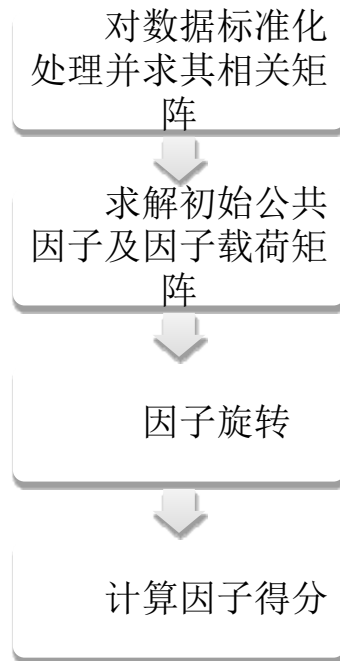 对数据标准化
处理并求其相关矩
阵
求解初始公共
因子及因子载荷矩
阵
因子旋转
计算因子得分